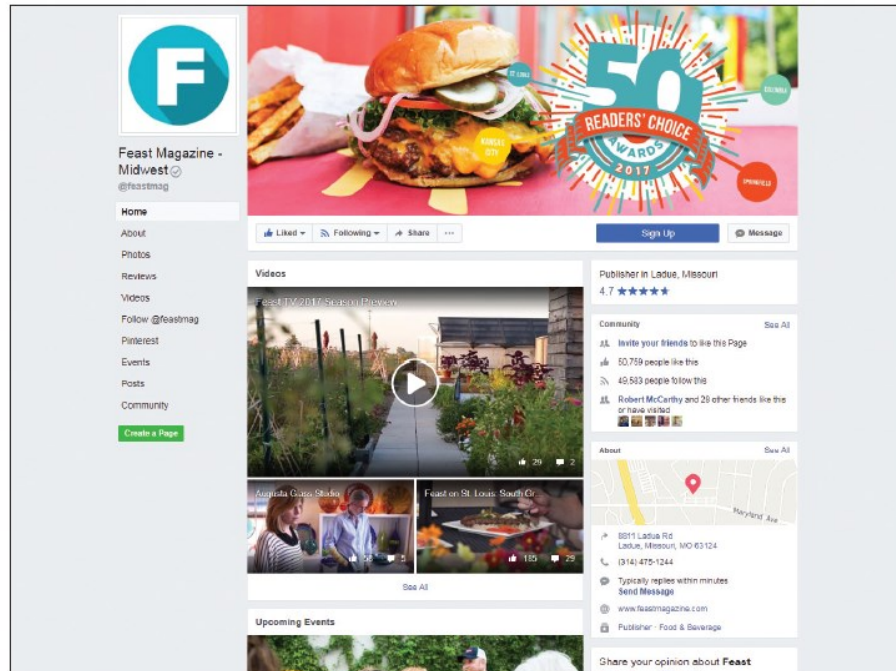 F
Feast Magazine -
Midwest
@feastmag
Home
About
Photos
Reviews
Videos
Follow @feastmag
Pinterest
Events
Posts
Community
Create a Page
ST. LOUIS
COLUMBIA
50
READERS' CHOICE
AWARDS
2017
KANSAS
CITY
SPRINGFIELD
Liked
Following
Share
Sign Up
Message
Videos
Feast TV 2017 Season Preview
29 2
Augusta Glass Studio
5
Feast on St. Louis: South Gr...
185 29
See All
Upcoming Events
Publisher in Ladue, Missouri
4.7
Community See All
Invite your friends to like this Page
50,759 people like this
49,583 people follow this
Robert McCarthy and 28 other friends like this
or have visited
About See All
Maryland Ave
8811 Ladue Rd
Ladue, Missouri, MO 63124
(314) 475-1244
Typically replies within minutes
Send Message
www.feastmagazine.com
Publisher · Food & Beverage
Share your opinion about Feast